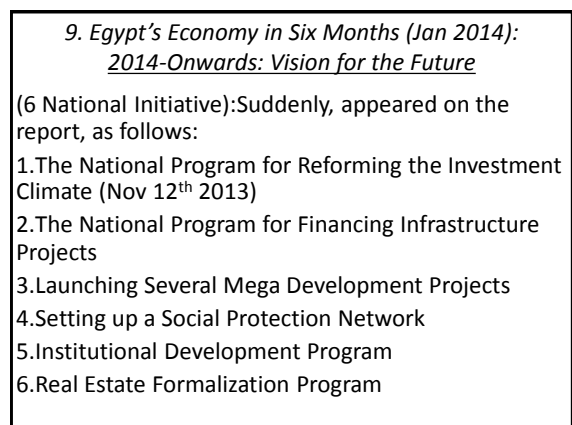 9. Egypt’s Economy in Six Months (Jan 2014):
2014-Onwards: Vision for the Future
(6 National Initiative):Suddenly, appeared on the
report, as follows:
1.The National Program for Reforming the Investment
Climate (Nov 12th 2013)
2.The National Program for Financing Infrastructure
Projects
3.Launching Several Mega Development Projects
4.Setting up a Social Protection Network
5.Institutional Development Program
6.Real Estate Formalization Program